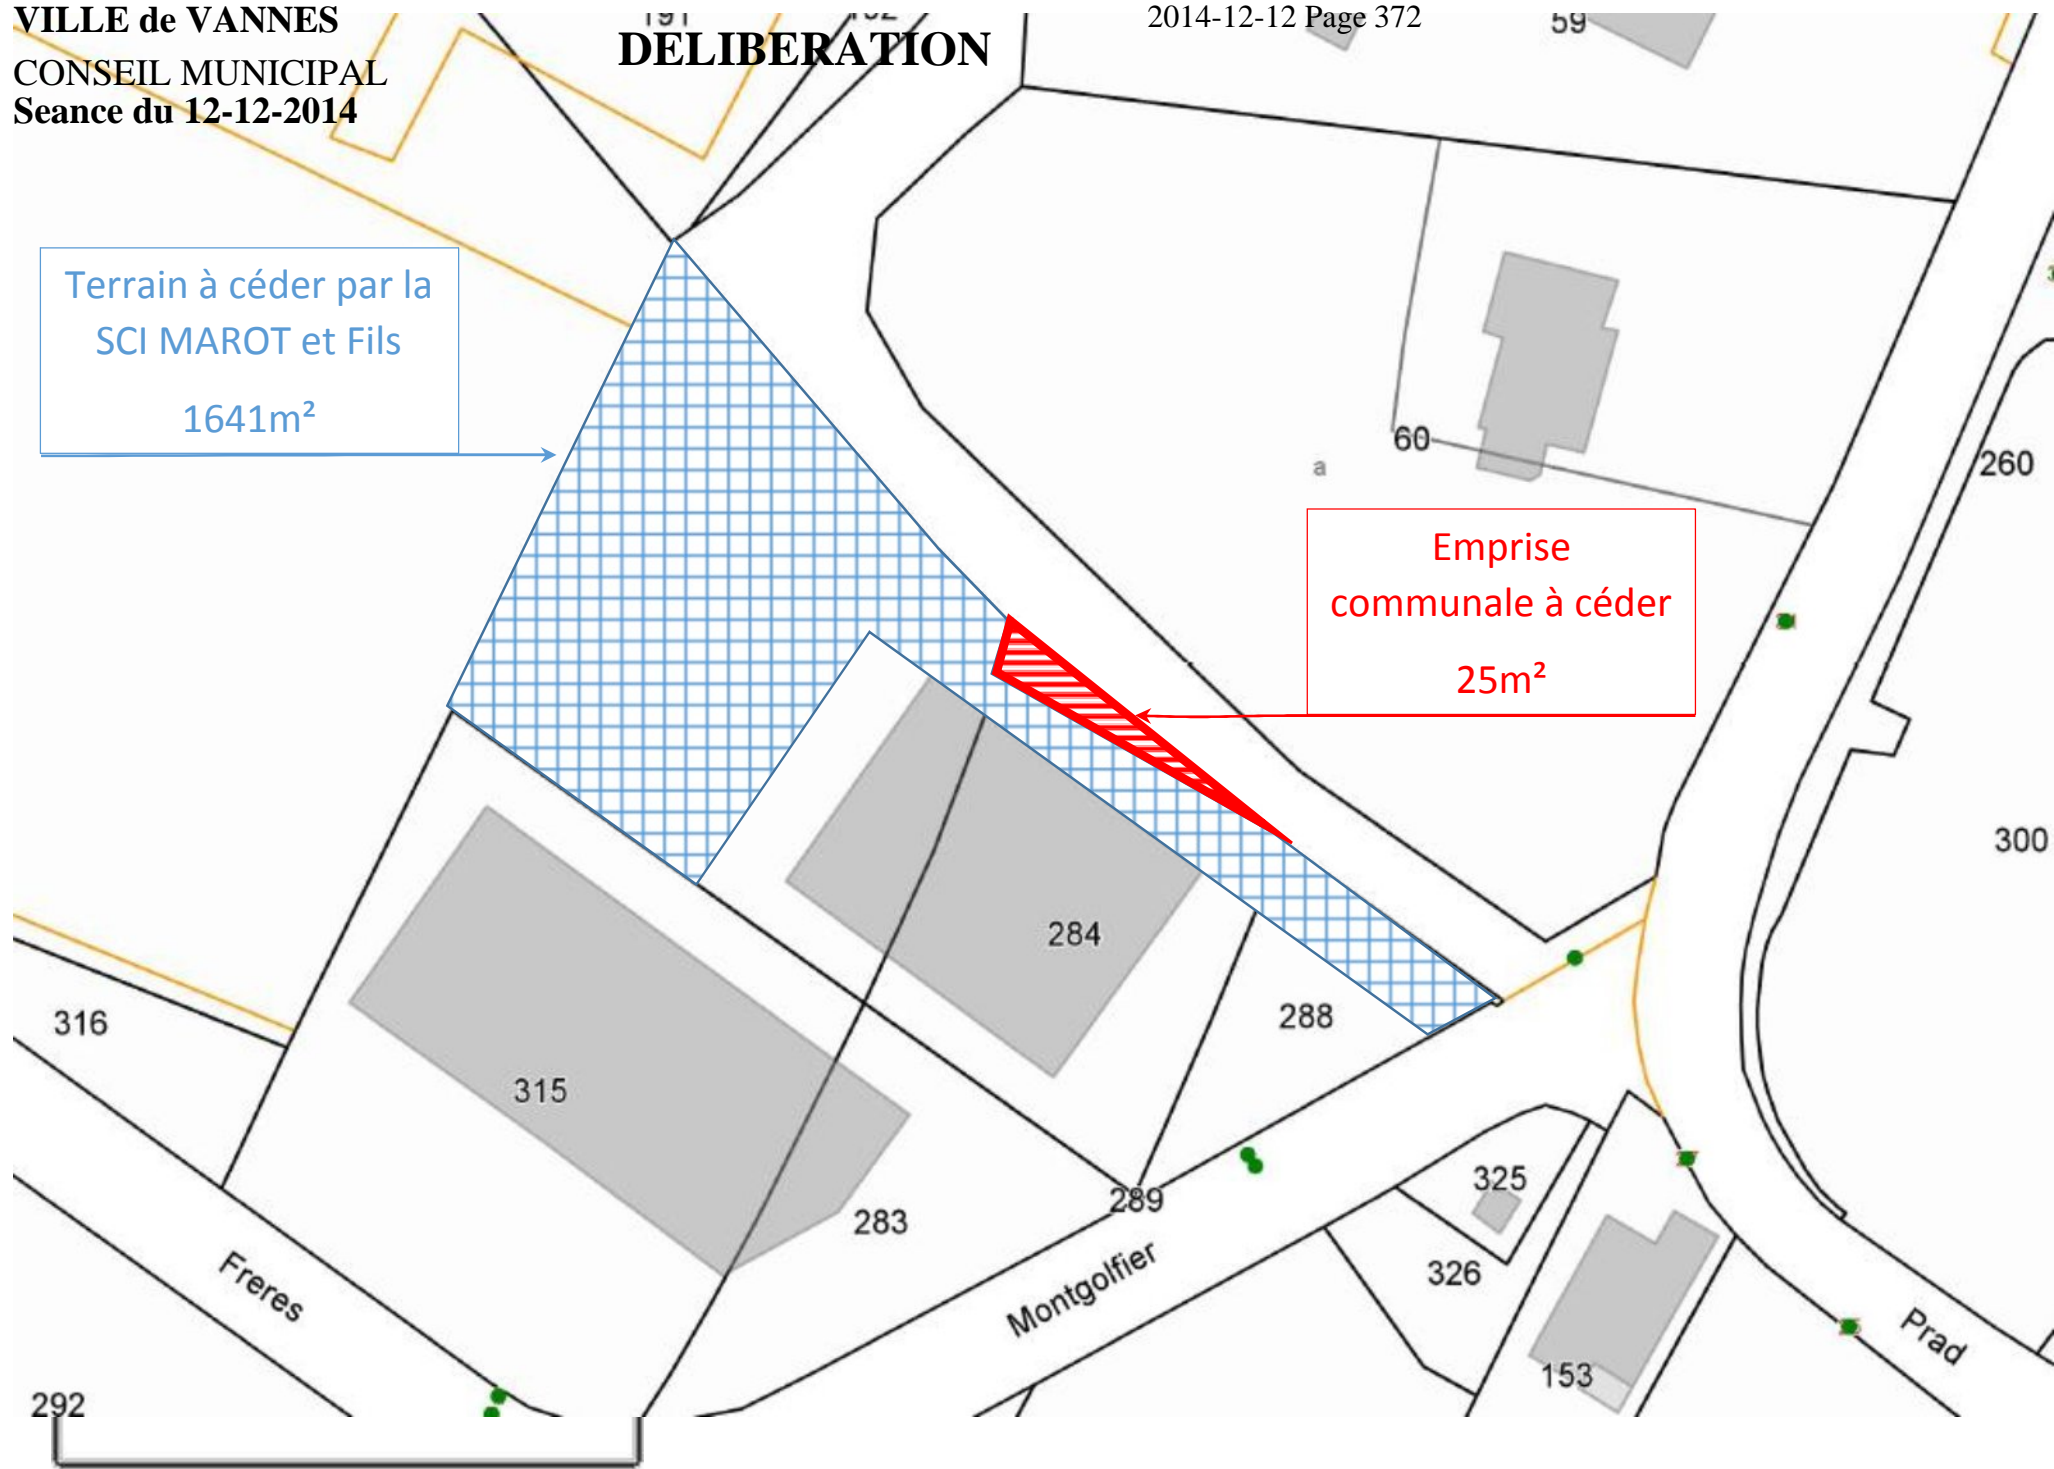 VILLE de VANNES
CONSEIL MUNICIPAL
Seance du 12-12-2014
DELIBERATION
2014-12-12 Page 372
191
59
Terrain à céder par la
SCI MAROT et Fils
1641m²
60
a
260
Emprise
communale à céder
25m²
300
284
288
316
315
283
289
325
326
153
Freres
Montgolfier
Prad
292